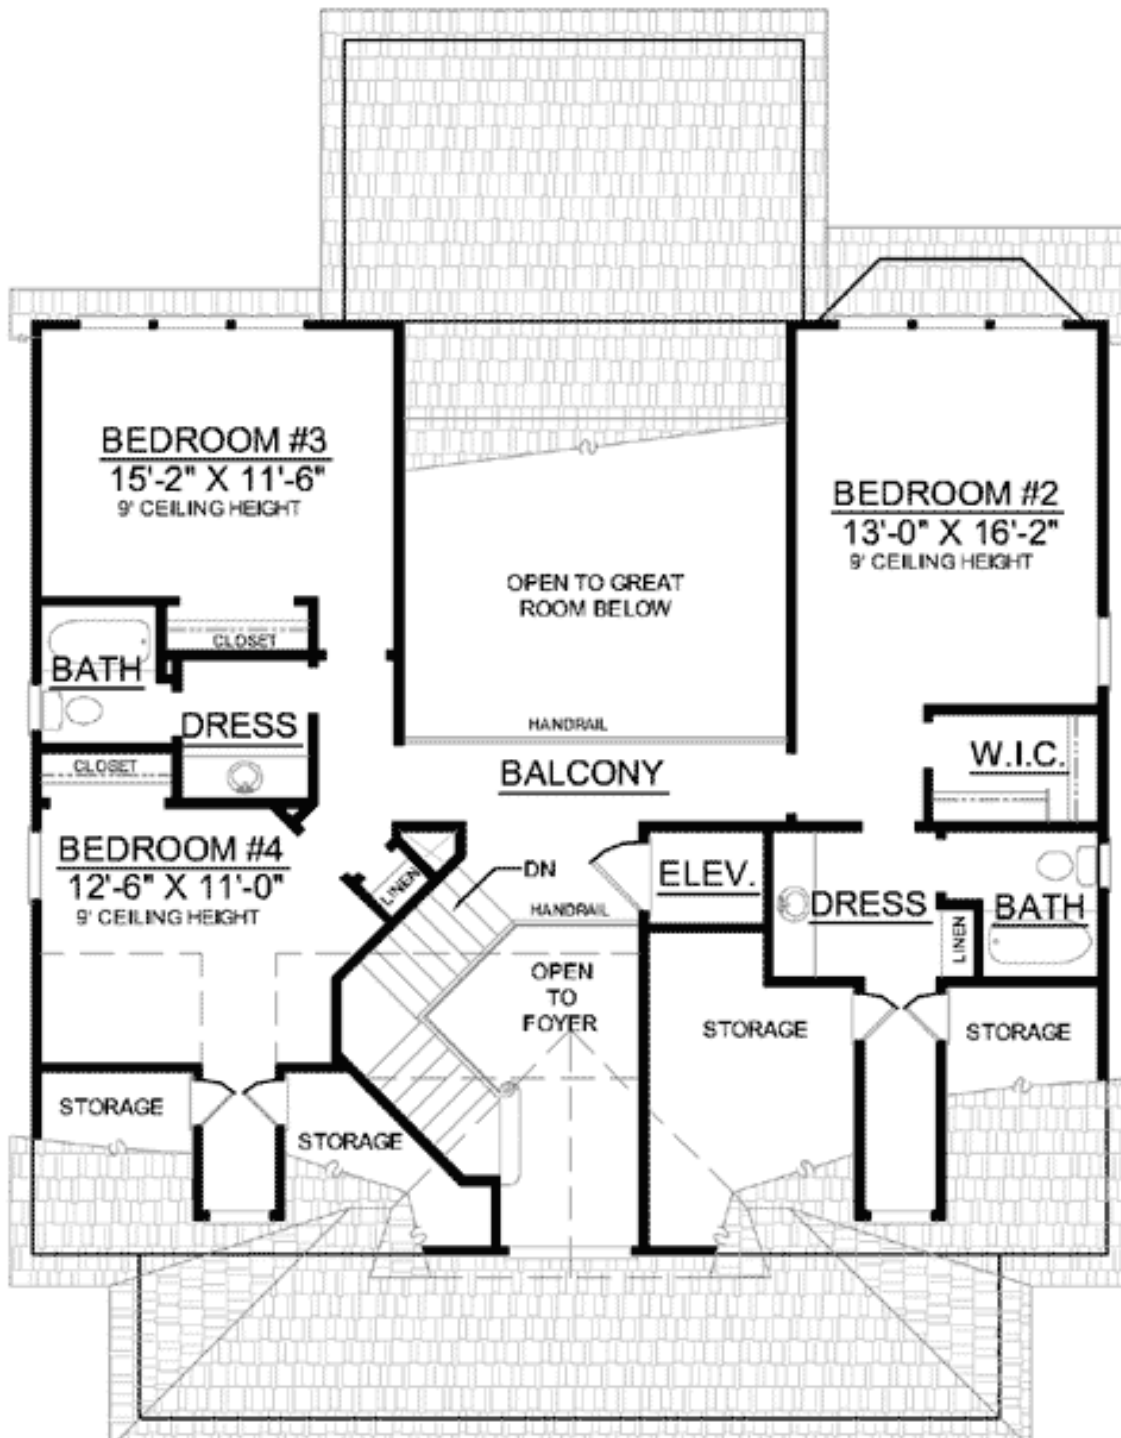 BEDROOM #3
15'-2" X 11'-6"
9' CEILING HEIGHT
BEDROOM #2
13'-0" X 16'-2"
9' CEILING HEIGHT
OPEN TO GREAT
ROOM BELOW
CLOSET
BATH
DRESS
HANDRAIL
CLOSET
BALCONY
W.I.C.
BEDROOM #4
12'-6" X 11'-0"
9' CEILING HEIGHT
LINEN
DN
ELEV.
HANDRAIL
DRESS
BATH
LINEN
OPEN
TO
FOYER
STORAGE
STORAGE
STORAGE
STORAGE